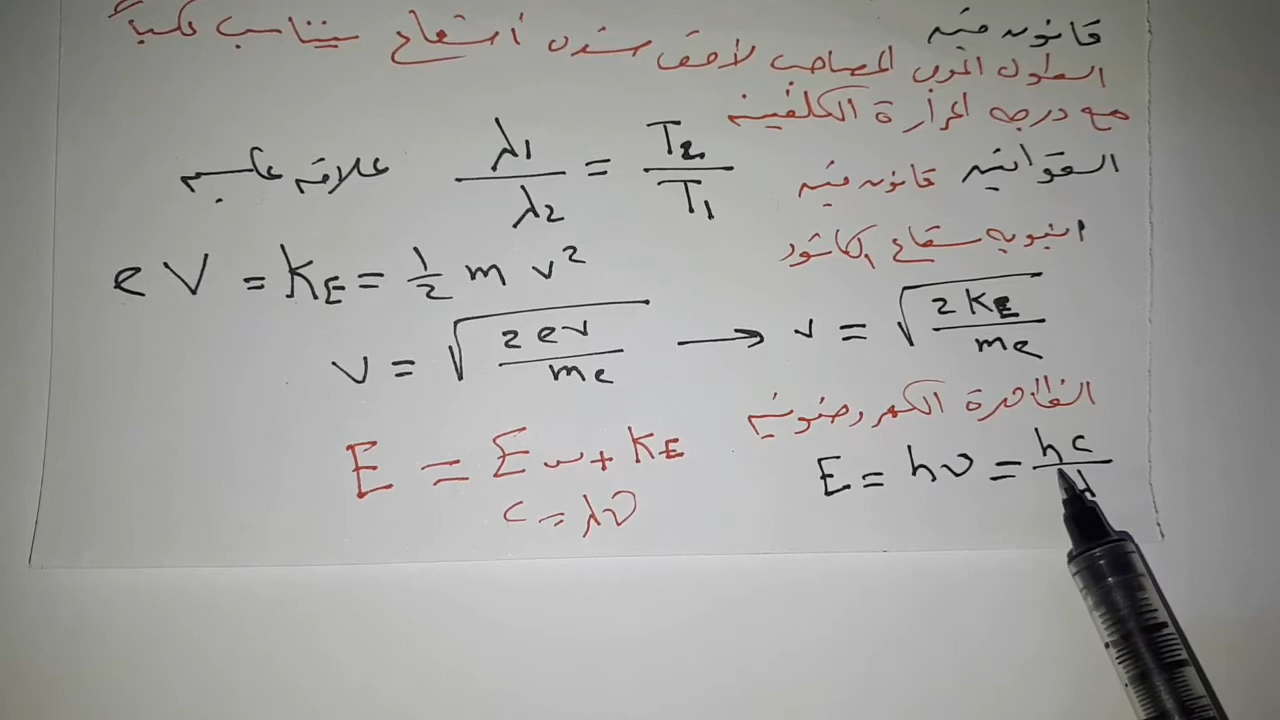 قانون فين
الطول الموجي المصاحب لأقصى شدة أشعاع يتناسب عكسياً
مع درجة الحرارة الكلفينية
القوانين قانون فين λ1/λ2 = T2/T1 علاقة عكسية
انبوبة شعاع الكاثود
eV = KE = 1/2 m v²
v = √(2eV/me) → v = √(2KE/me)
الظاهرة الكهروضوئية
E = hν = hc/λ
E = Ew + KE
c = λν